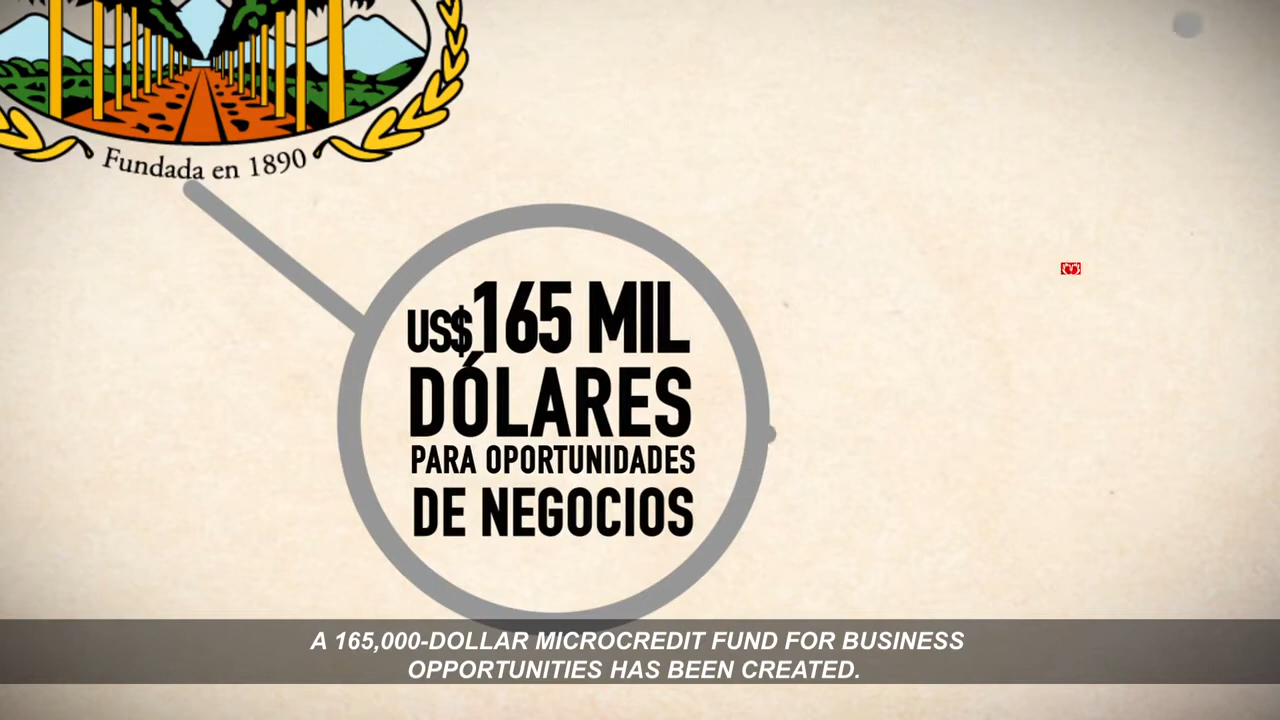 Fundada en 1890
US$165 MIL
DÓLARES
PARA OPORTUNIDADES
DE NEGOCIOS
A 165,000-DOLLAR MICROCREDIT FUND FOR BUSINESS
OPPORTUNITIES HAS BEEN CREATED.